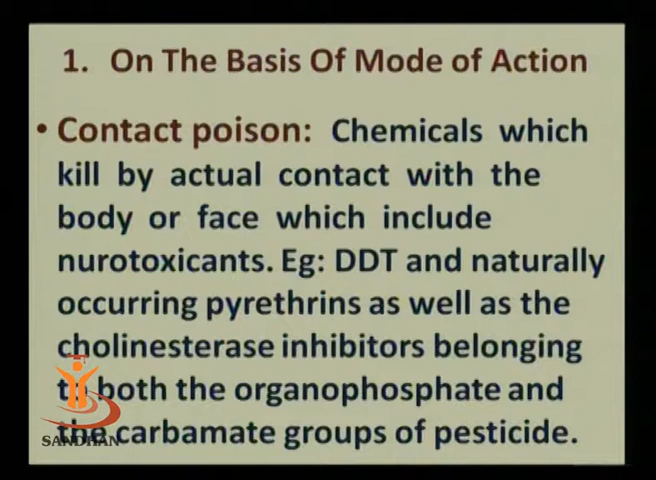 1. On The Basis Of Mode of Action
• Contact poison: Chemicals which
kill by actual contact with the
body or face which include
nurotoxicants. Eg: DDT and naturally
occurring pyrethrins as well as the
cholinesterase inhibitors belonging
to both the organophosphate and
the carbamate groups of pesticide.
SANDHAN